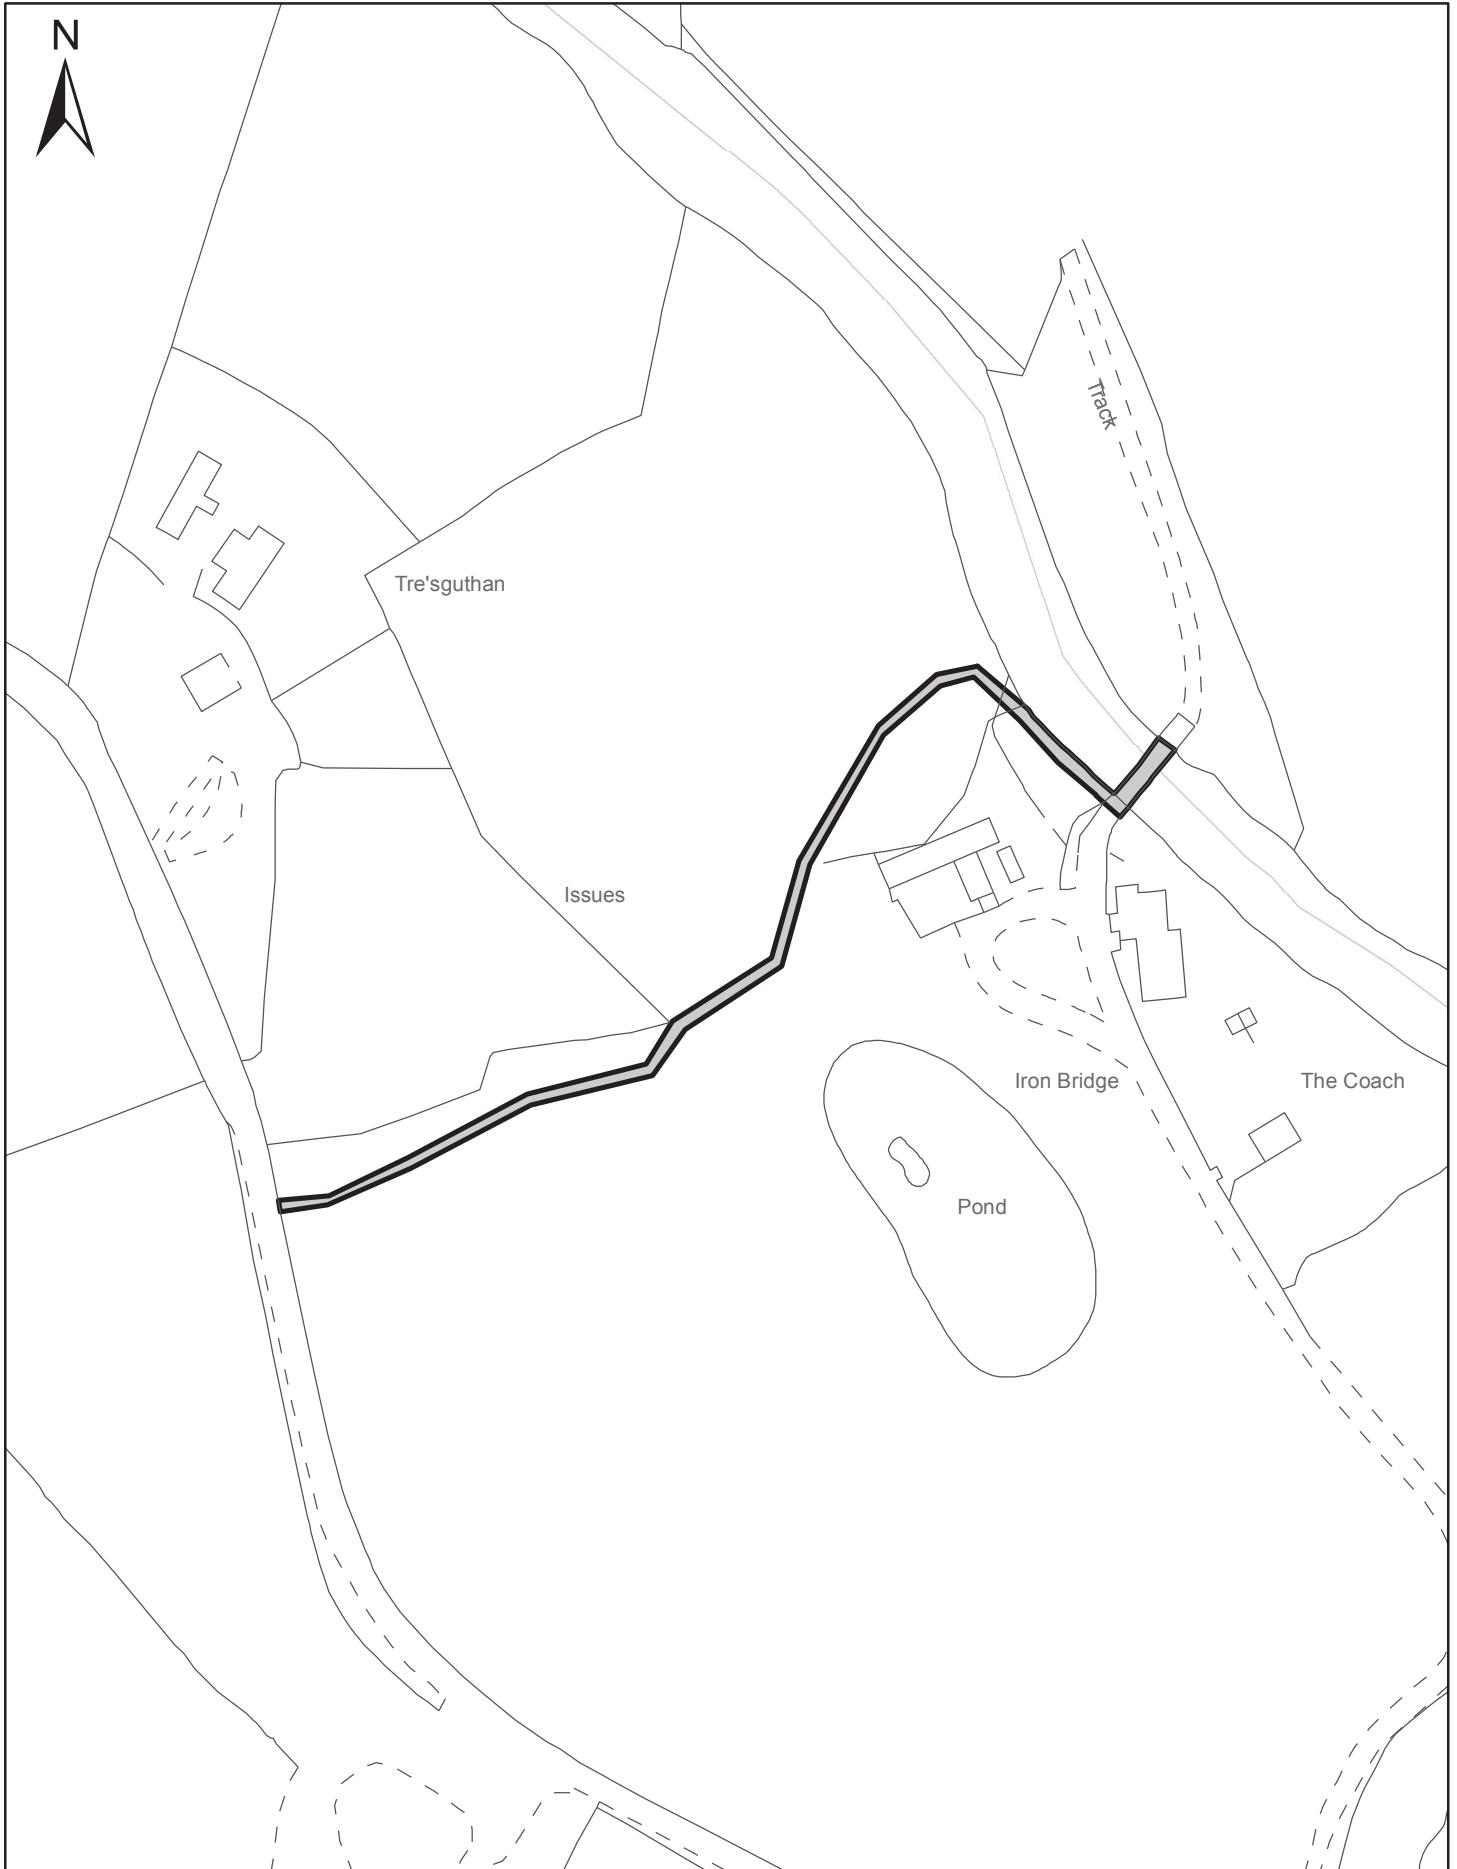 N
Track
Tre'sguthan
Issues
Iron Bridge
The Coach
Pond